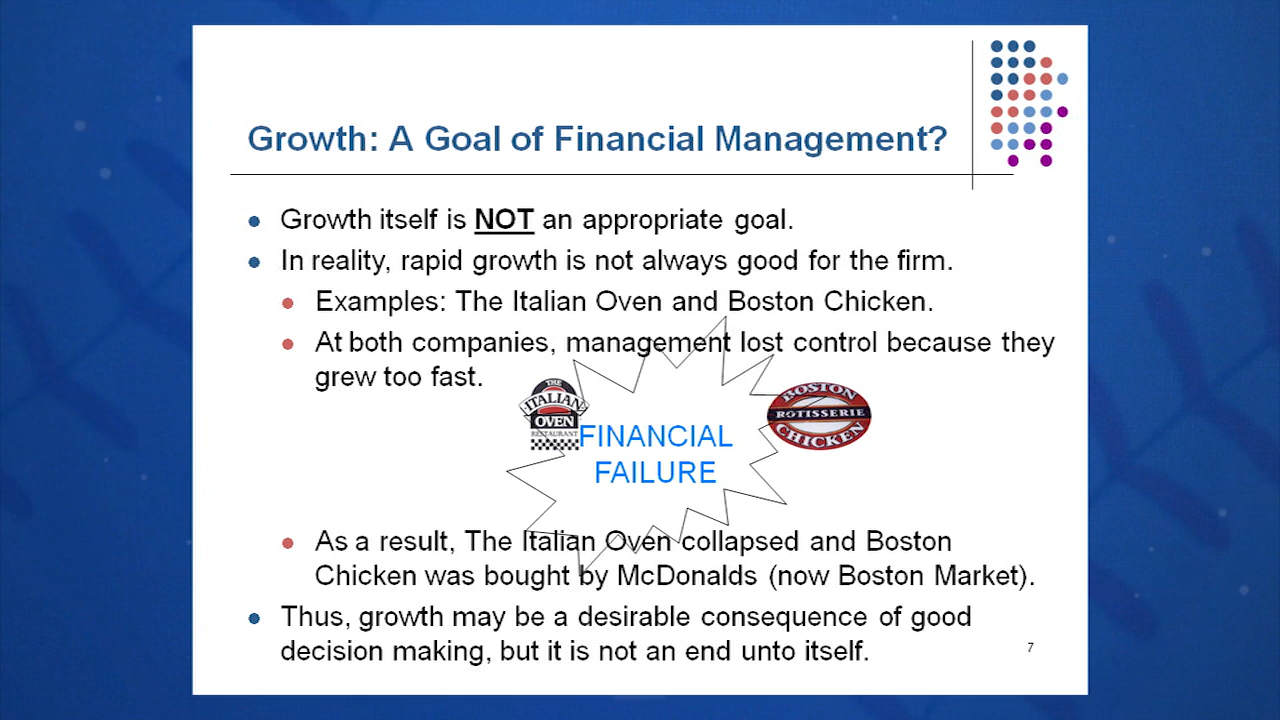 Growth: A Goal of Financial Management?
Growth itself is NOT an appropriate goal.
In reality, rapid growth is not always good for the firm.
Examples: The Italian Oven and Boston Chicken.
At both companies, management lost control because they
grew too fast.
THE
ITALIAN
OVEN
RESTAURANT
BOSTON
ROTISSERIE
CHICKEN
FINANCIAL
FAILURE
As a result, The Italian Oven collapsed and Boston
Chicken was bought by McDonalds (now Boston Market).
Thus, growth may be a desirable consequence of good
decision making, but it is not an end unto itself.
7